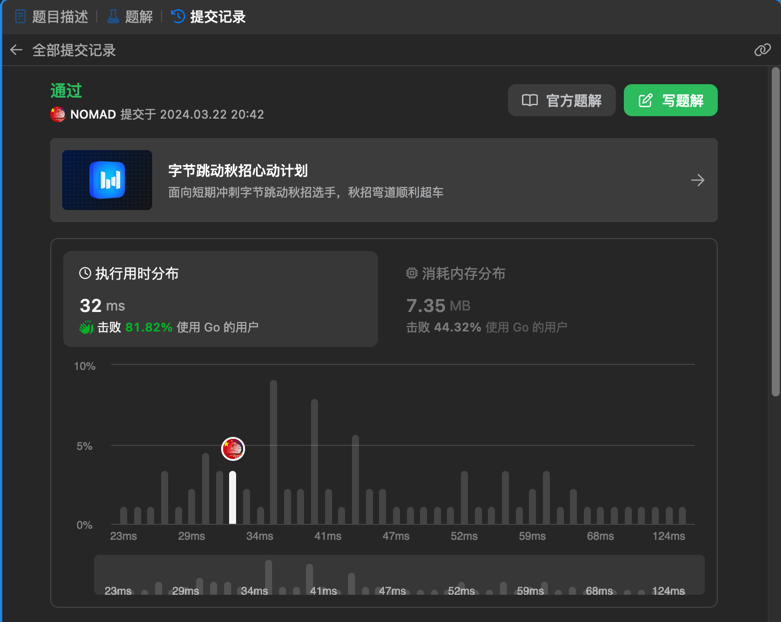 题目描述 题解 提交记录
全部提交记录
通过
NOMAD 提交于 2024.03.22 20:42
官方题解 写题解
字节跳动秋招心动计划
面向短期冲刺字节跳动秋招选手，秋招弯道顺利超车
执行用时分布 消耗内存分布
32 ms 7.35 MB
击败 81.82% 使用 Go 的用户 击败 44.32% 使用 Go 的用户
10%
5%
0%
23ms 29ms 34ms 41ms 47ms 52ms 59ms 68ms 124ms
23ms 29ms 34ms 41ms 47ms 52ms 59ms 68ms 124ms